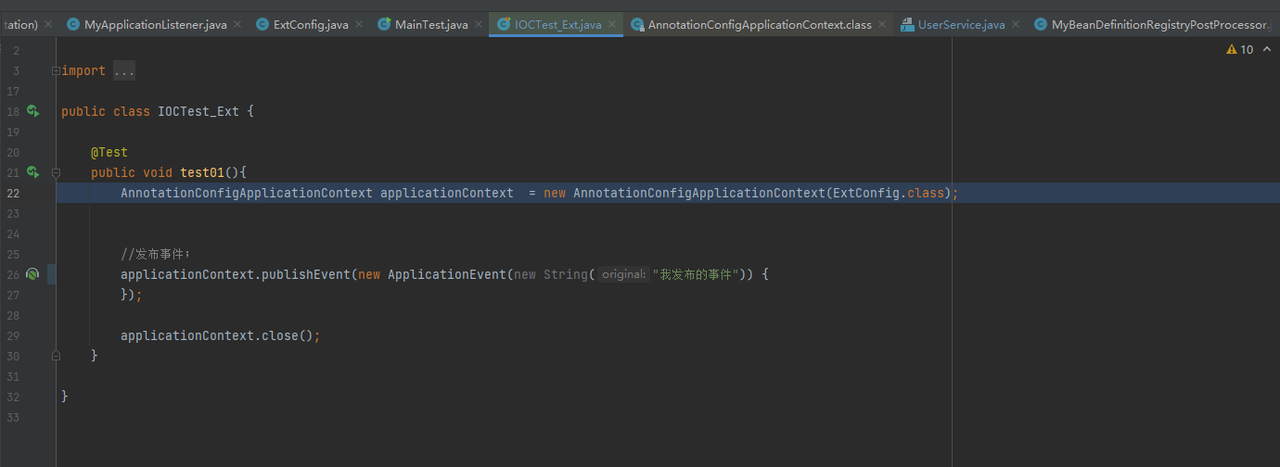 tation) MyApplicationListener.java ExtConfig.java MainTest.java IOCTest_Ext.java AnnotationConfigApplicationContext.class UserService.java MyBeanDefinitionRegistryPostProcessor.j
2 10
3 import ...
17
18 public class IOCTest_Ext {
19
20 @Test
21 public void test01(){
22 AnnotationConfigApplicationContext applicationContext  = new AnnotationConfigApplicationContext(ExtConfig.class);
23
24
25 //发布事件；
26 applicationContext.publishEvent(new ApplicationEvent(new String( original: "我发布的事件")) {
27 });
28
29 applicationContext.close();
30 }
31
32 }
33